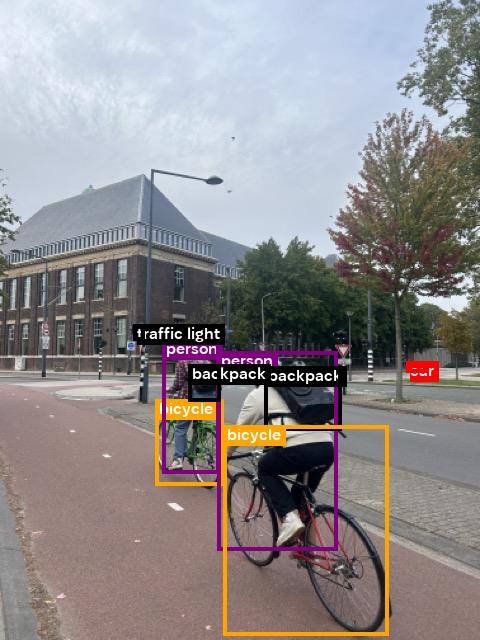 traffic light
person
person
backpack
backpack
car
bicycle
bicycle